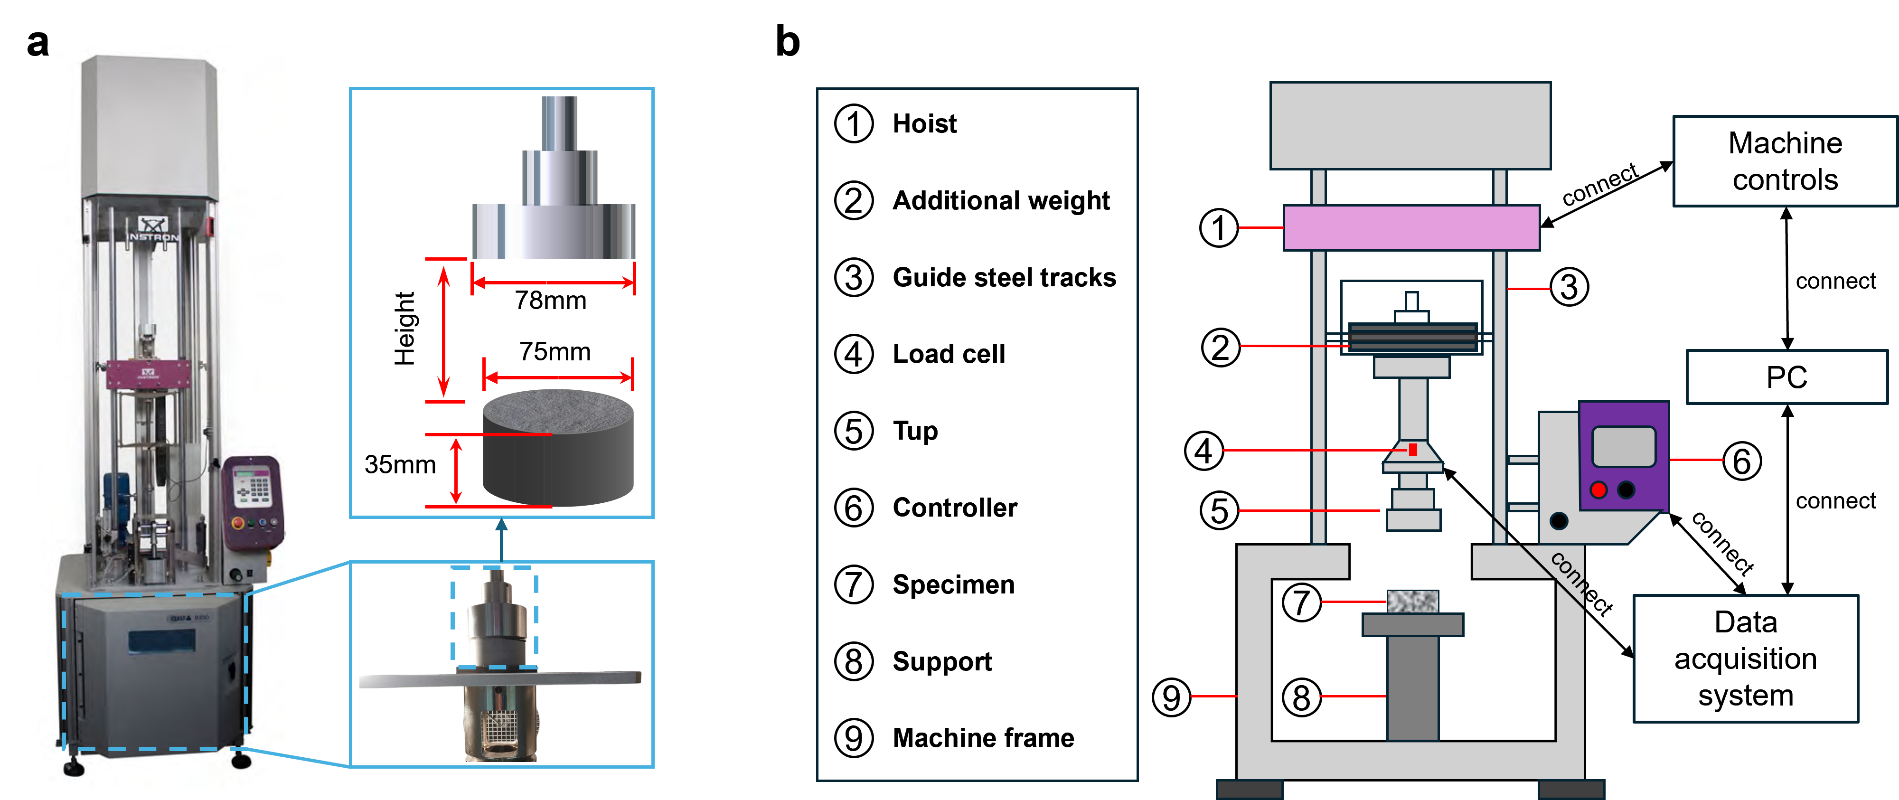 a
INSTRON
78mm
Height
75mm
35mm
b
1 Hoist
2 Additional weight
3 Guide steel tracks
4 Load cell
5 Tup
6 Controller
7 Specimen
8 Support
9 Machine frame
1
2
3
4
5
6
7
8
9
connect
Machine
controls
connect
PC
connect
connect
connect
Data
acquisition
system